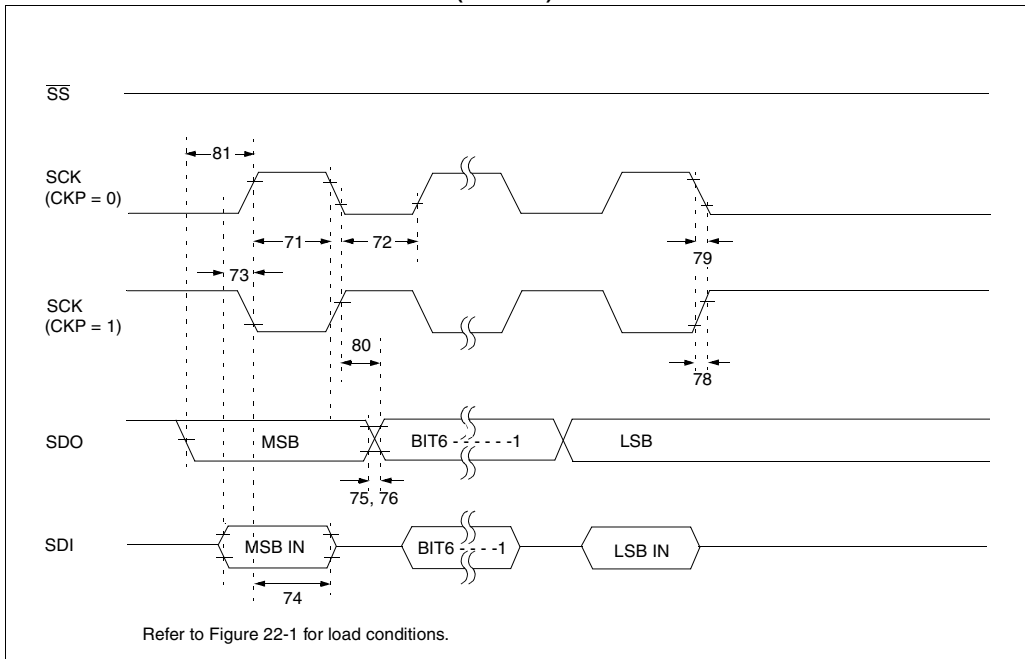 SS
81
SCK
(CKP = 0)
71
72
79
73
SCK
(CKP = 1)
80
78
SDO
MSB
BIT6 - - - - - -1
LSB
75, 76
SDI
MSB IN
BIT6 - - - -1
LSB IN
74
Refer to Figure 22-1 for load conditions.